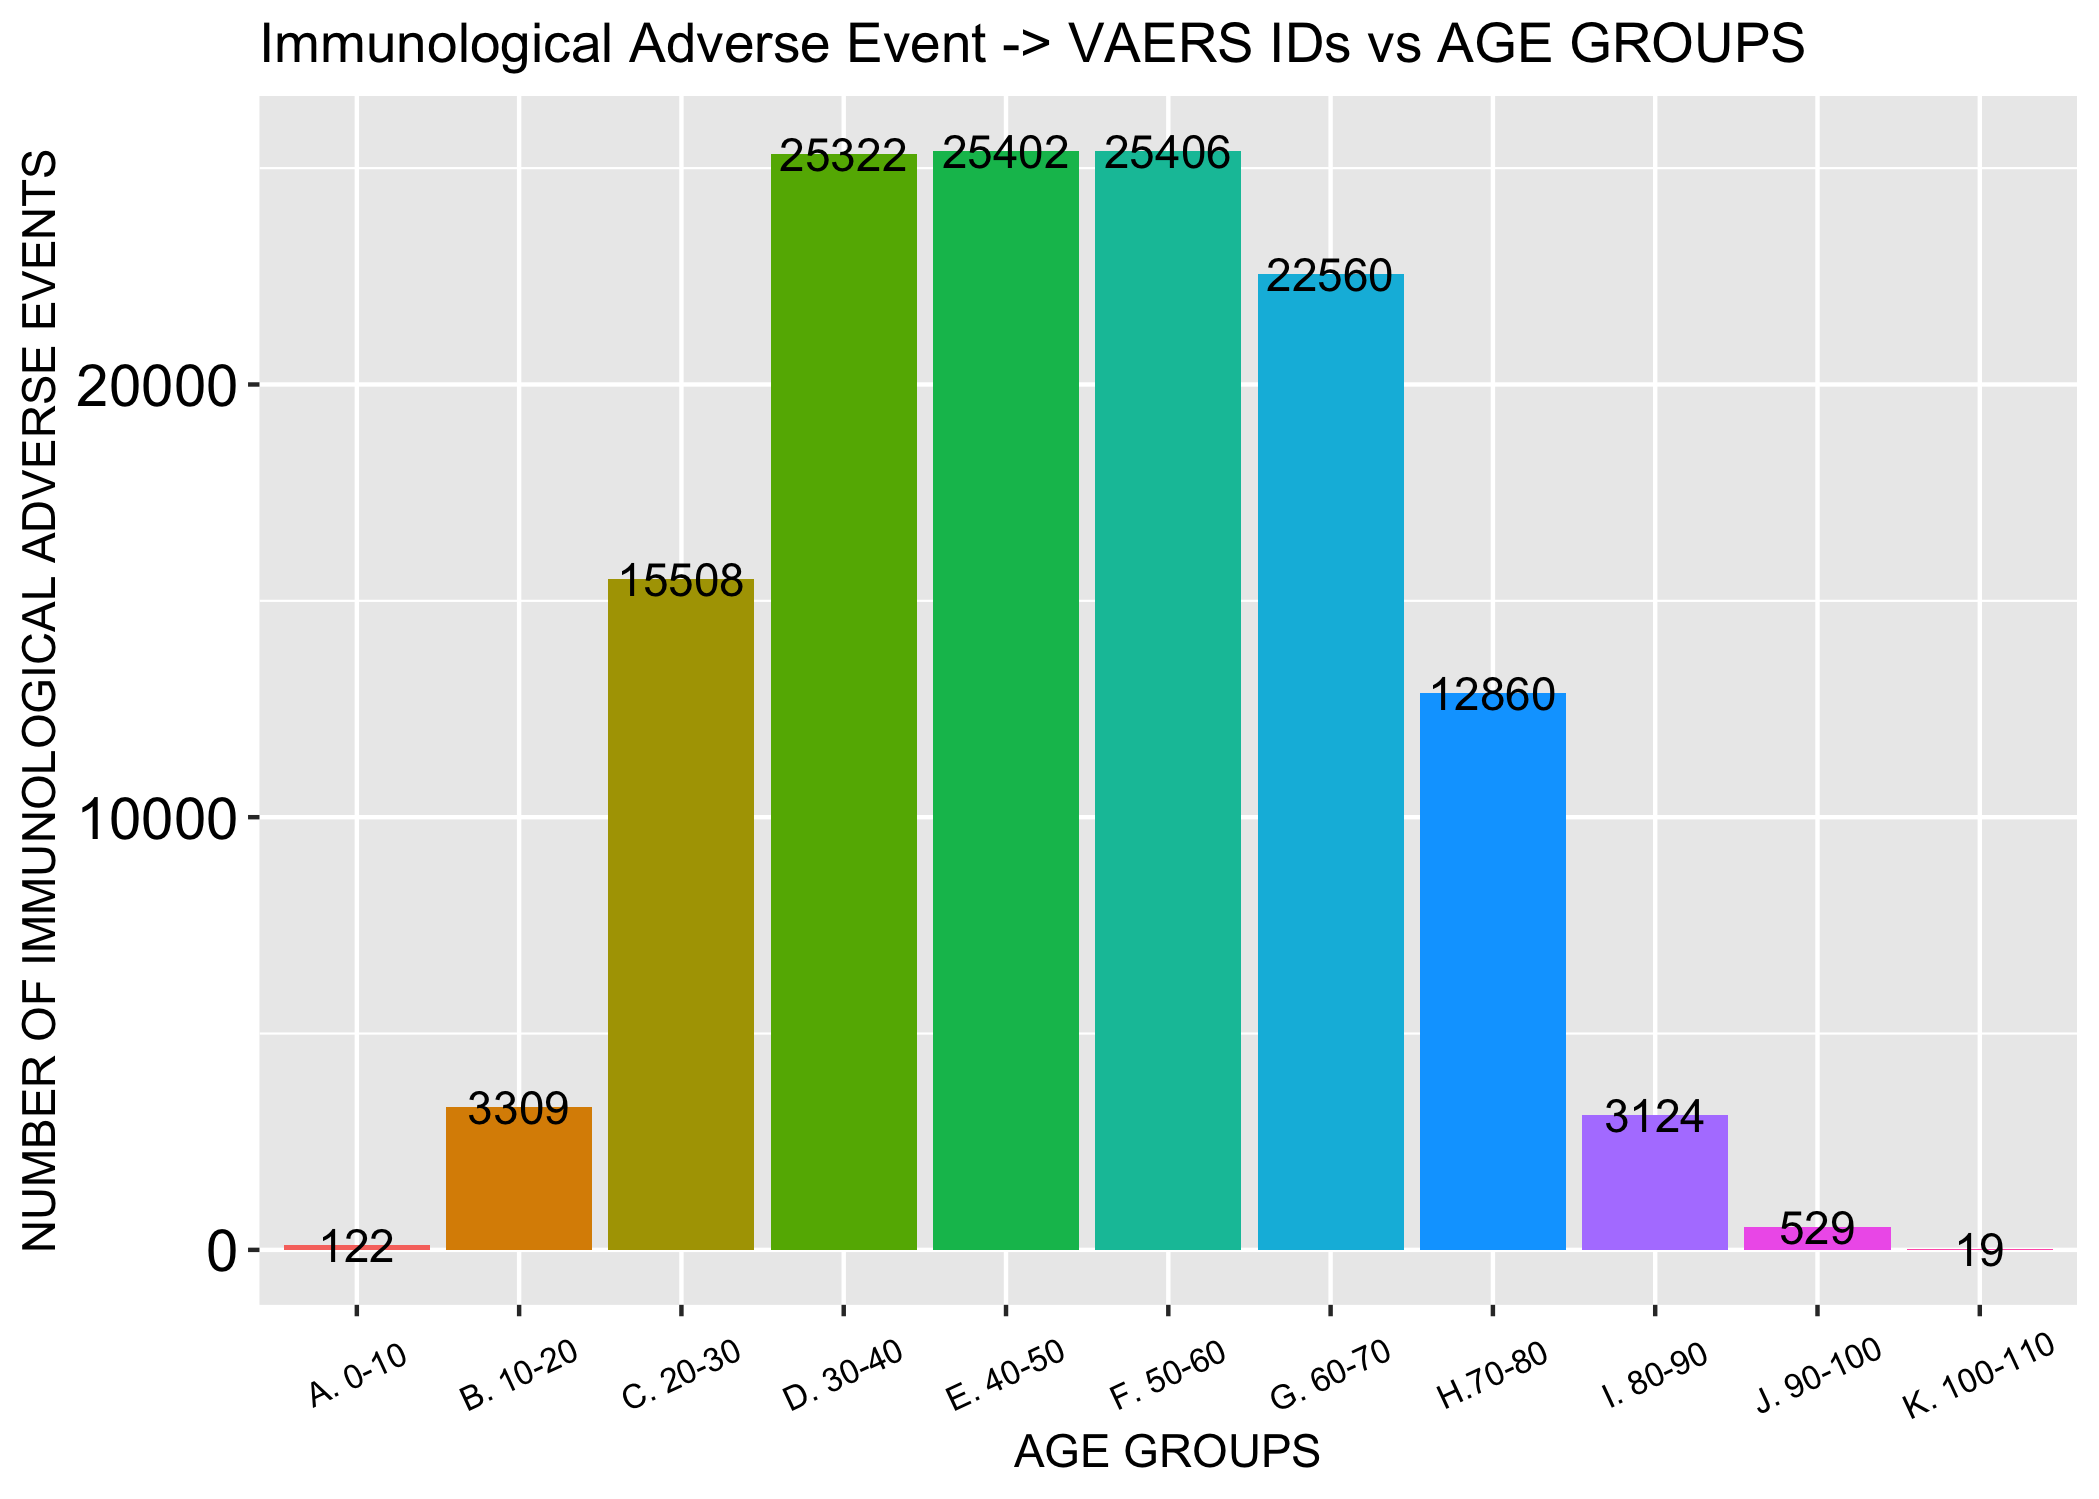 Immunological Adverse Event -> VAERS IDs vs AGE GROUPS
NUMBER OF IMMUNOLOGICAL ADVERSE EVENTS
20000
10000
0
122
3309
15508
25322
25402
25406
22560
12860
3124
529
19
A. 0-10
B. 10-20
C. 20-30
D. 30-40
E. 40-50
F. 50-60
G. 60-70
H.70-80
I. 80-90
J. 90-100
K. 100-110
AGE GROUPS